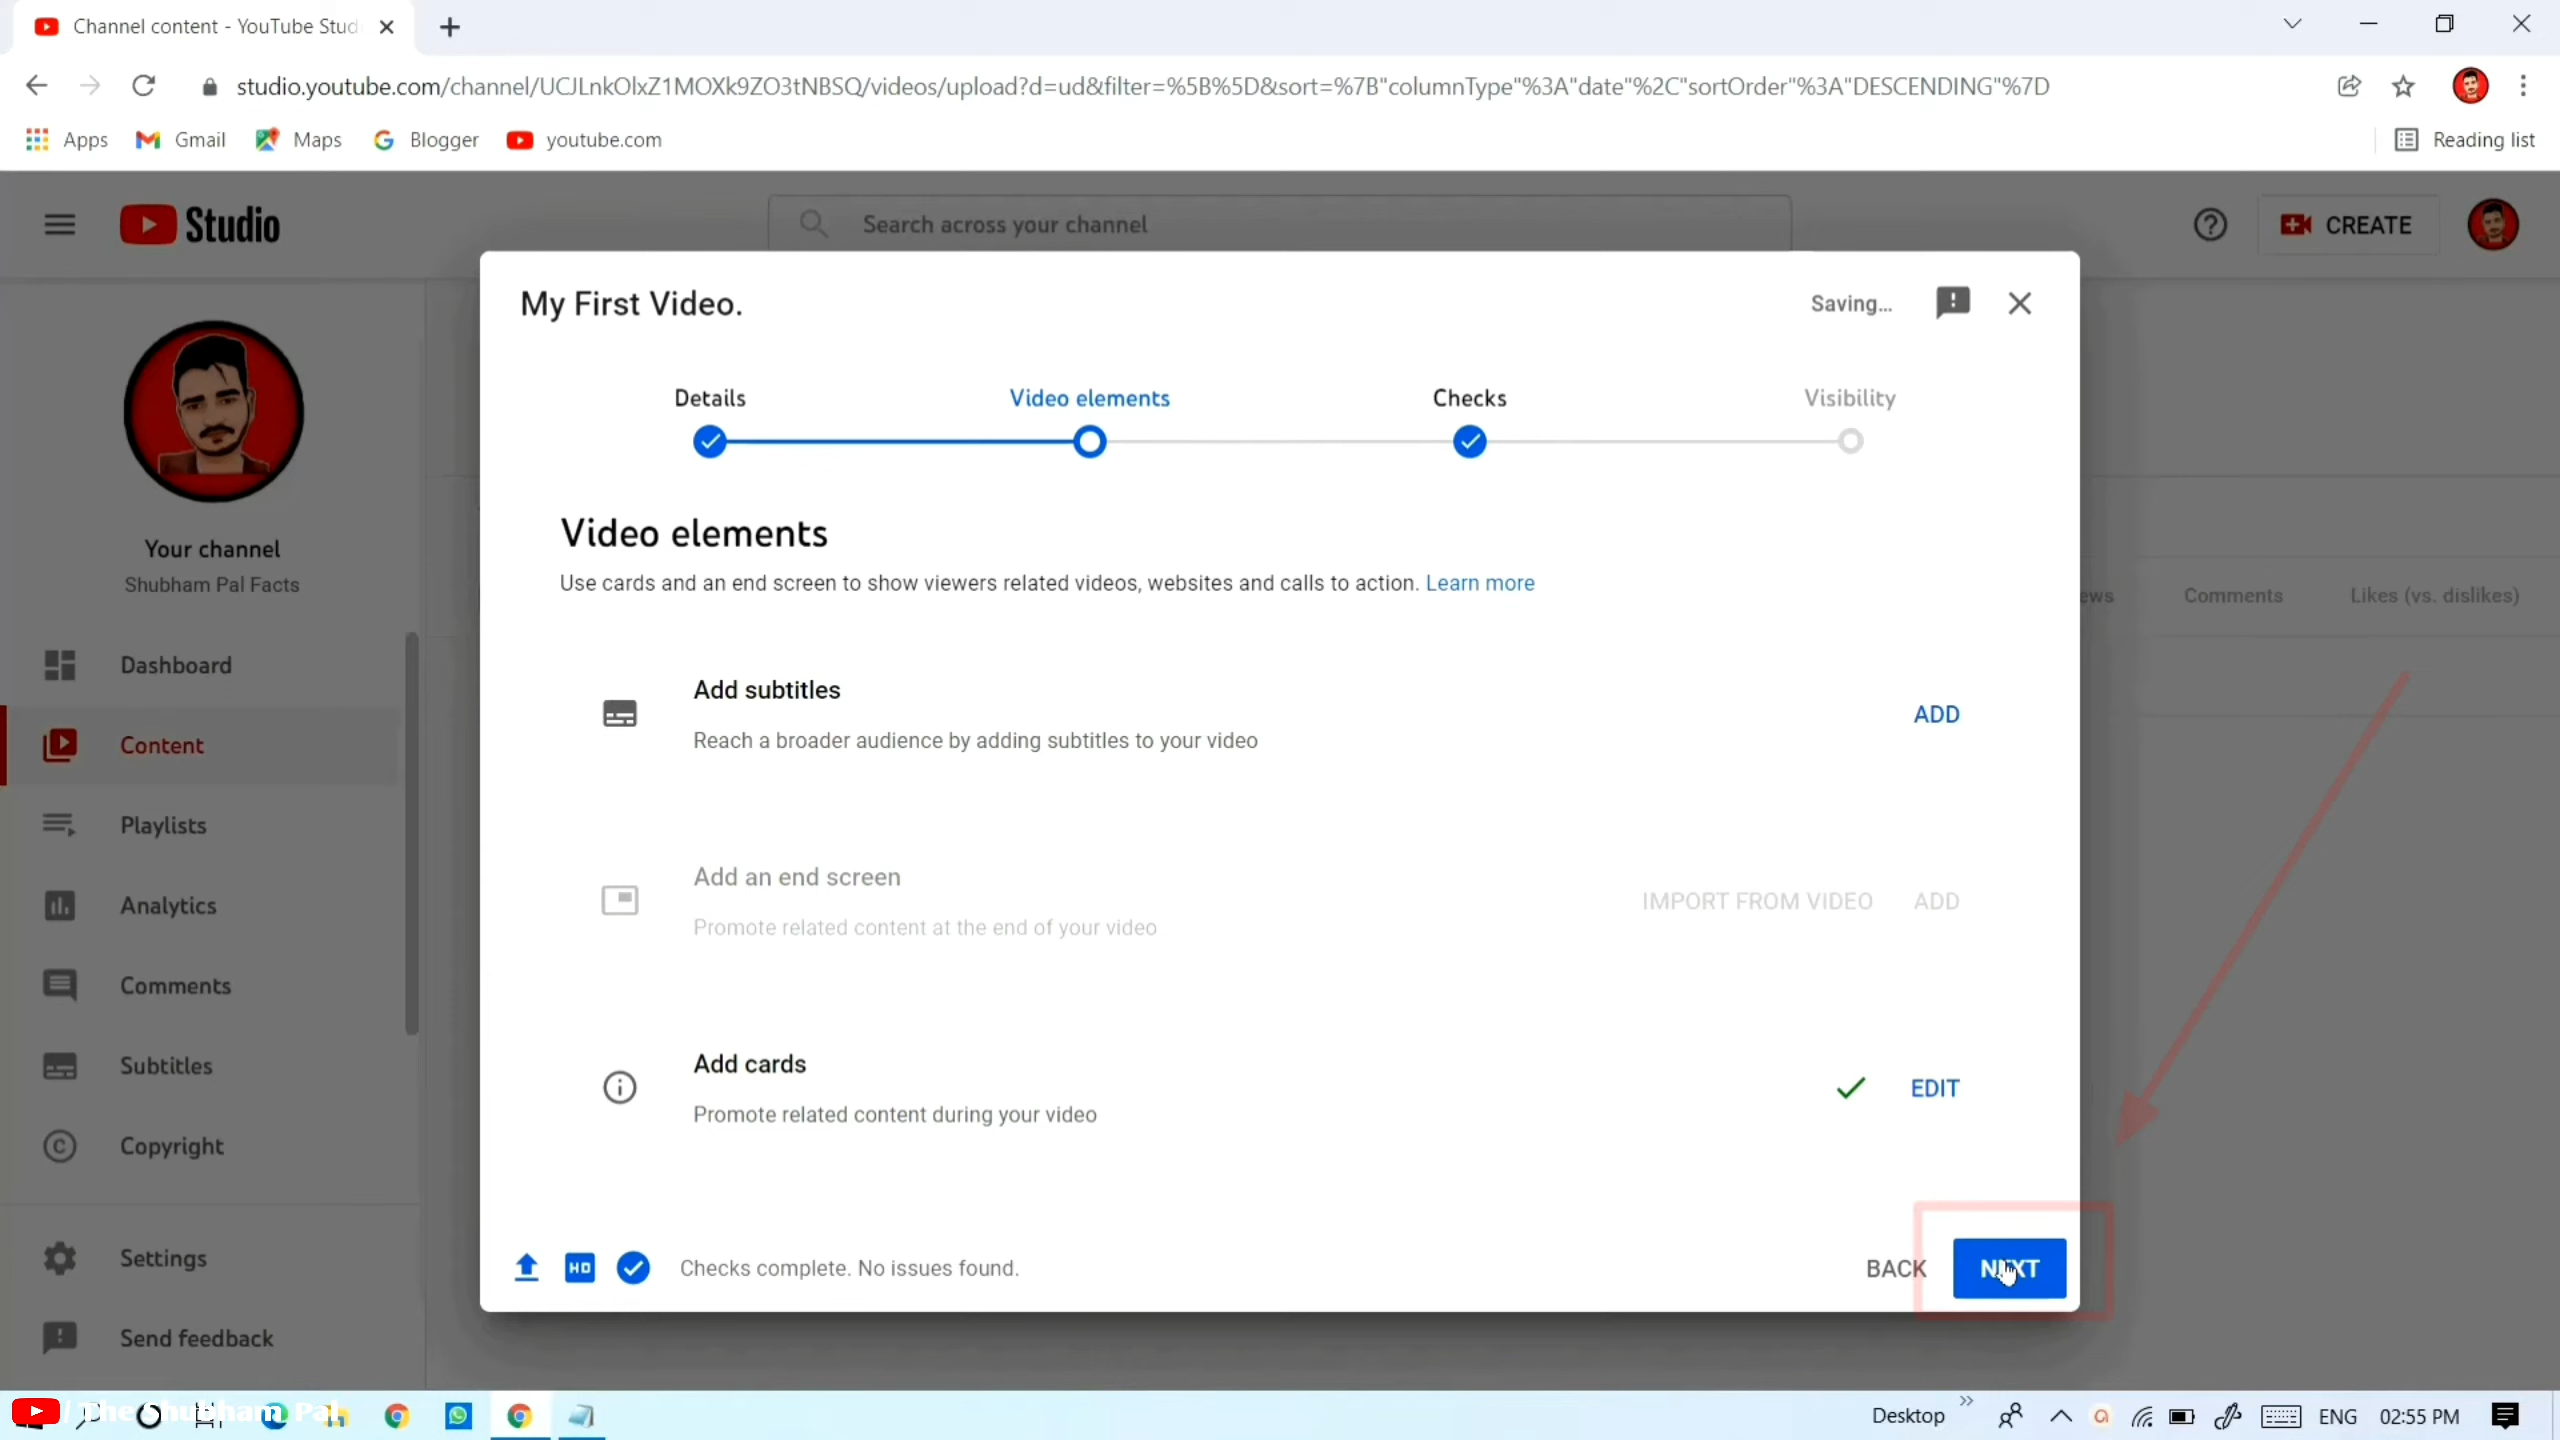 Channel content - YouTube Stud
studio.youtube.com/channel/UCJLnkOlxZ1MOXk9ZO3tNBSQ/videos/upload?d=ud&filter=%5B%5D&sort=%7B"columnType"%3A"date"%2C"sortOrder"%3A"DESCENDING"%7D
Apps Gmail Maps Blogger youtube.com Reading list
Studio Search across your channel CREATE
My First Video. Saving...
Details Video elements Checks Visibility
Video elements
Use cards and an end screen to show viewers related videos, websites and calls to action. Learn more
Your channel
Shubham Pal Facts
Dashboard
Content
Playlists
Analytics
Comments
Subtitles
Copyright
Settings
Send feedback
ews Comments Likes (vs. dislikes)
Add subtitles
Reach a broader audience by adding subtitles to your video
ADD
Add an end screen
Promote related content at the end of your video
IMPORT FROM VIDEO ADD
Add cards
Promote related content during your video
EDIT
HD Checks complete. No issues found.
BACK NEXT
/ The Shubham Pal
Desktop ENG 02:55 PM